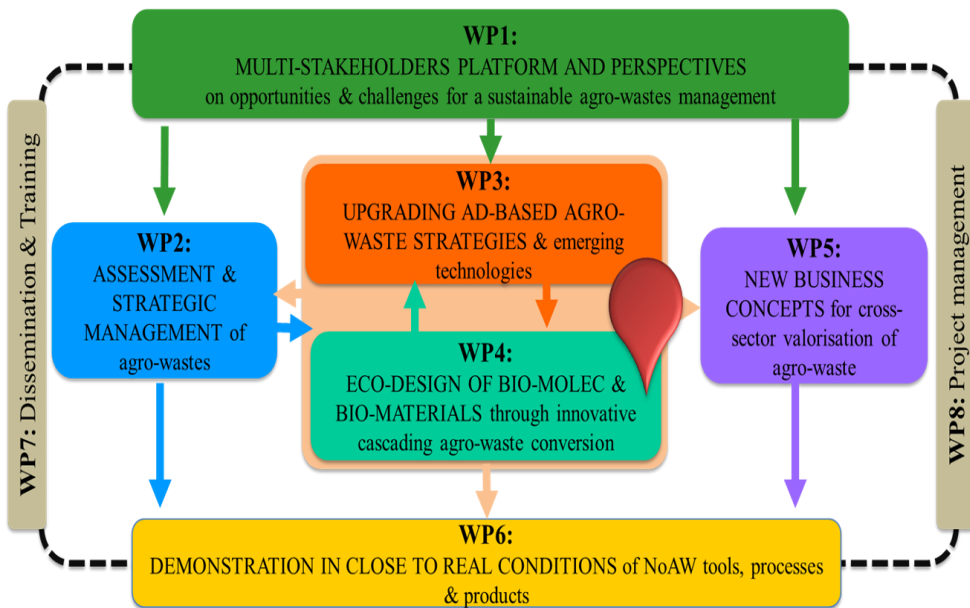 WP1:
MULTI-STAKEHOLDERS PLATFORM AND PERSPECTIVES
on opportunities & challenges for a sustainable agro-wastes management
WP7: Dissemination & Training
WP8: Project management
WP3:
UPGRADING AD-BASED AGRO-
WASTE STRATEGIES & emerging
technologies
WP2:
ASSESSMENT &
STRATEGIC
MANAGEMENT of
agro-wastes
WP5:
NEW BUSINESS
CONCEPTS for cross-
sector valorisation of
agro-waste
WP4:
ECO-DESIGN OF BIO-MOLEC &
BIO-MATERIALS through innovative
cascading agro-waste conversion
WP6:
DEMONSTRATION IN CLOSE TO REAL CONDITIONS of NoAW tools, processes
& products